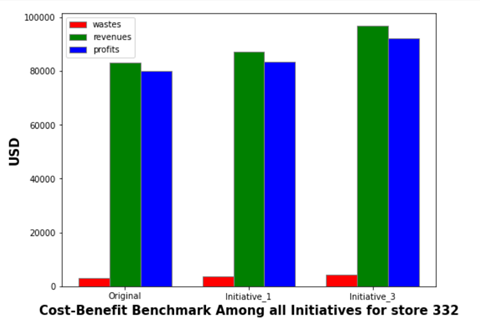 100000
80000
60000
40000
20000
0
USD
wastes
revenues
profits
Original
Initiative_1
Initiative_3
Cost-Benefit Benchmark Among all Initiatives for store 332